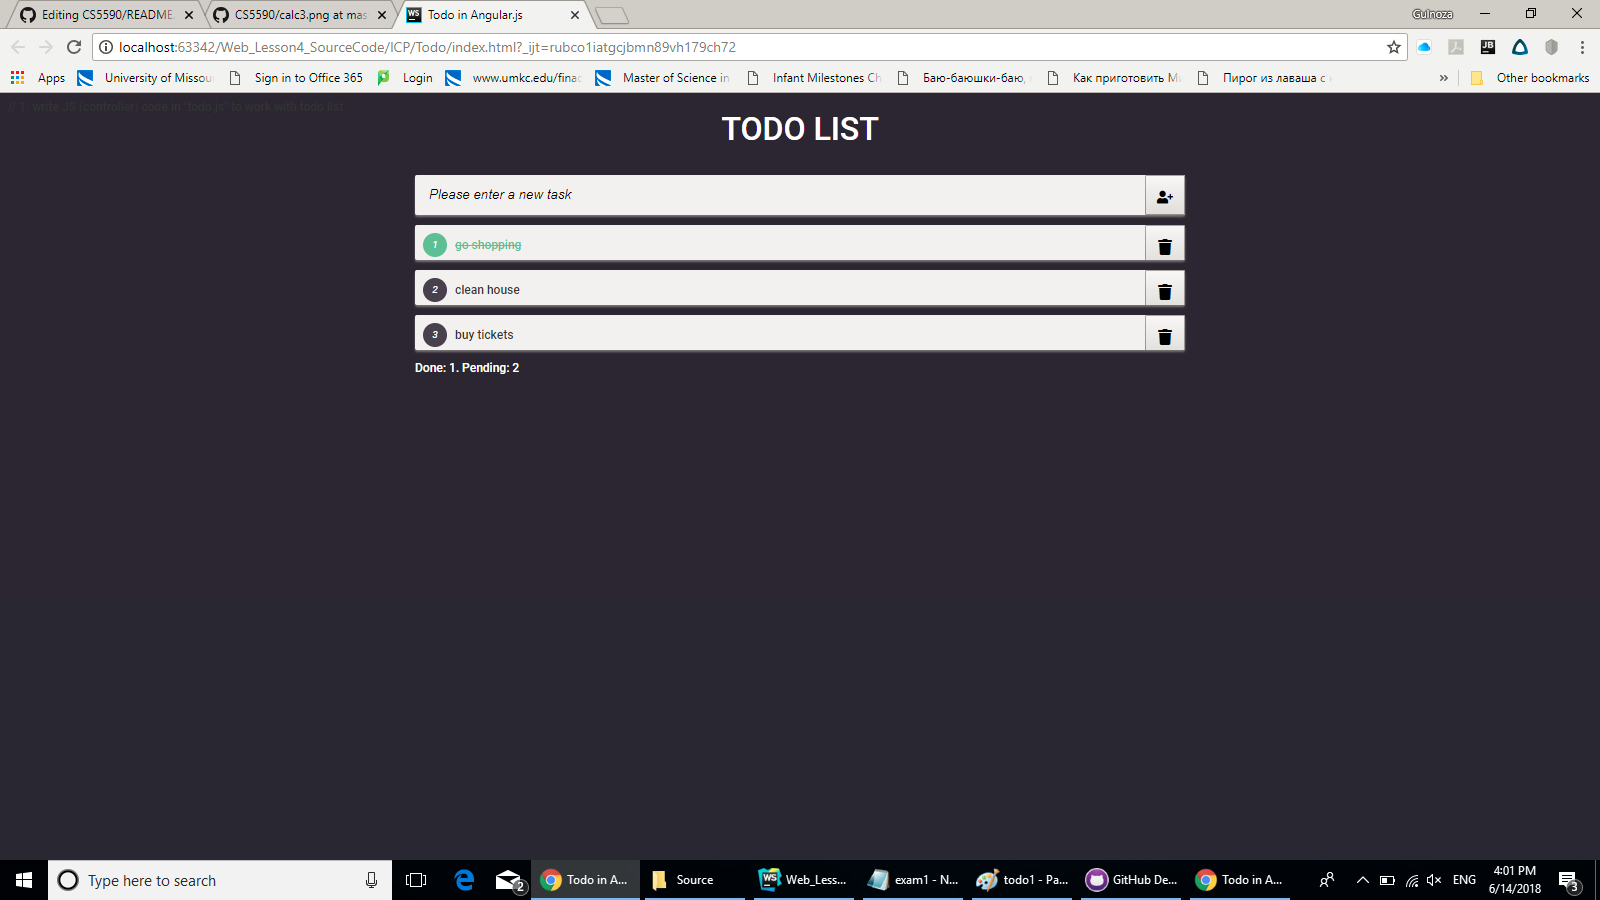 Editing CS5590/README.
CS5590/calc3.png at mas
Todo in Angular.js
Gulnoza
localhost:63342/Web_Lesson4_SourceCode/ICP/Todo/index.html?_ijt=rubco1iatgcjbmn89vh179ch72
Apps
University of Missou
Sign in to Office 365
Login
www.umkc.edu/finac
Master of Science in
Infant Milestones Ch
Баю-баюшки-баю,
Как приготовить М
Пирог из лаваша с
»
Other bookmarks
// 1. write JS (controller) code in "todo.js" to work with todo list
TODO LIST
Please enter a new task
1 go shopping
2 clean house
3 buy tickets
Done: 1. Pending: 2
Type here to search
2
Todo in A...
Source
WS
Web_Less...
exam1 - N...
todo1 - Pa...
GitHub De...
Todo in A...
ENG
4:01 PM
6/14/2018
3